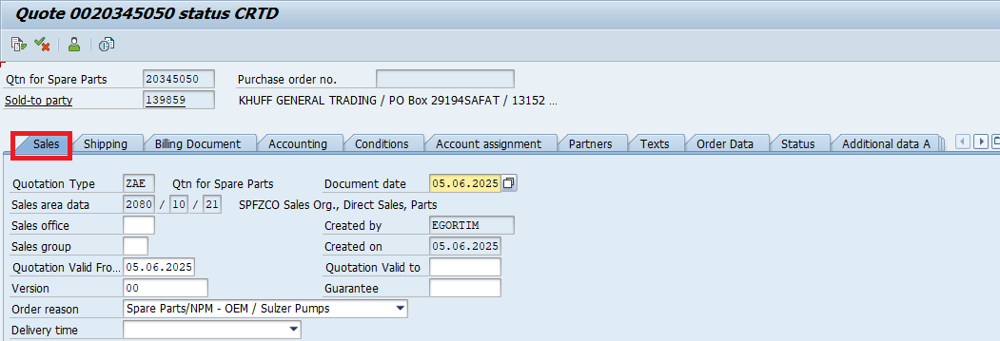 Quote 0020345050 status CRTD
Qtn for Spare Parts 20345050 Purchase order no.
Sold-to party 139859 KHUFF GENERAL TRADING / PO Box 29194SAFAT / 13152 ...
Sales Shipping Billing Document Accounting Conditions Account assignment Partners Texts Order Data Status Additional data A
Quotation Type ZAE Qtn for Spare Parts Document date 05.06.2025
Sales area data 2080 / 10 / 21 SPFZCO Sales Org., Direct Sales, Parts
Sales office Created by EGORTIM
Sales group Created on 05.06.2025
Quotation Valid Fro... 05.06.2025 Quotation Valid to
Version 00 Guarantee
Order reason Spare Parts/NPM - OEM / Sulzer Pumps
Delivery time